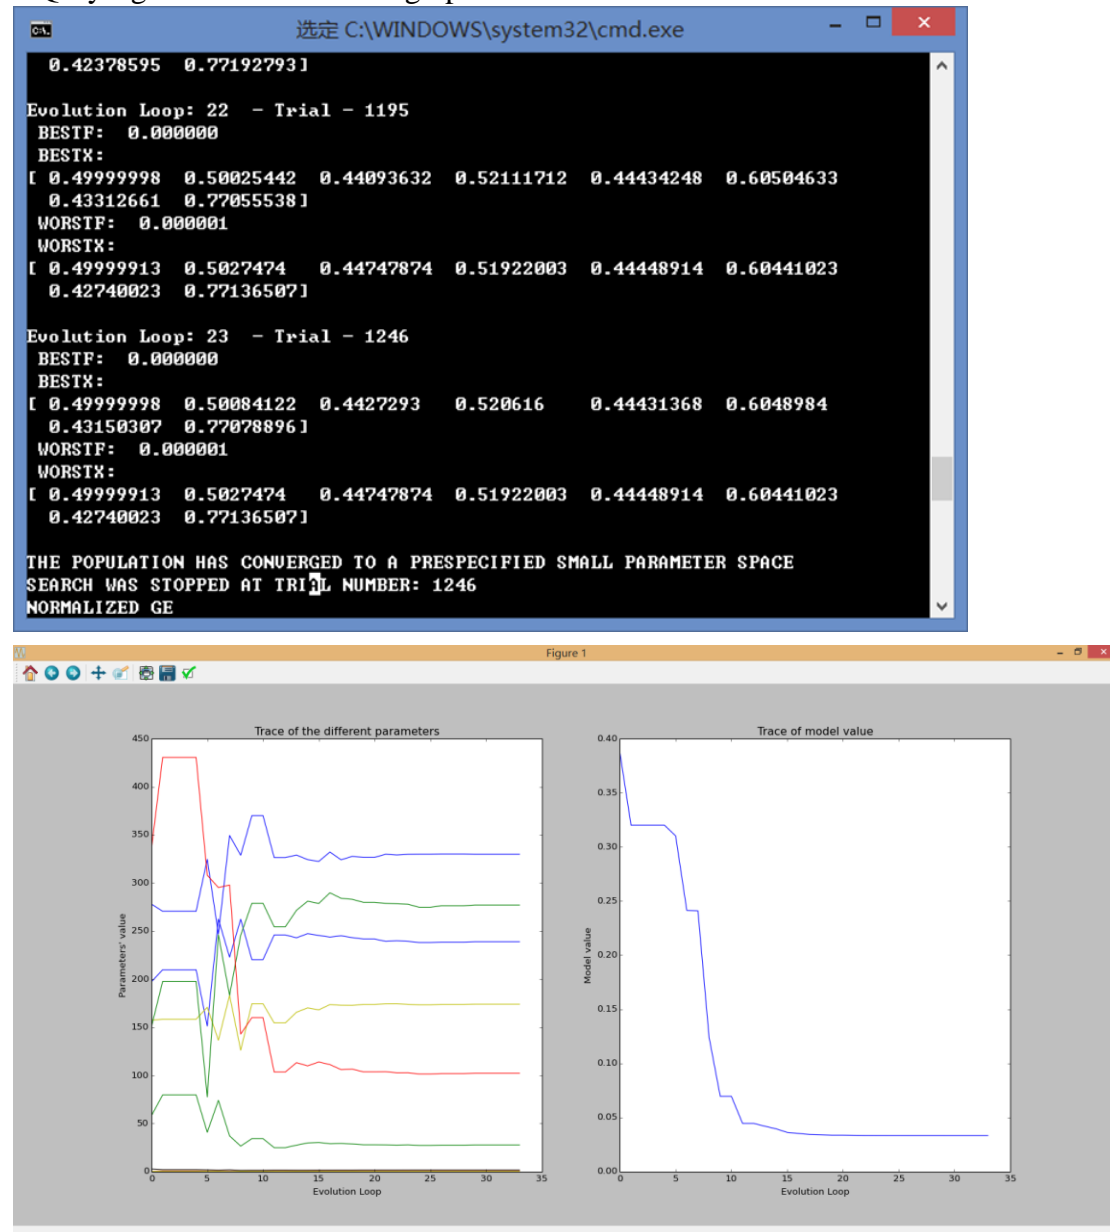 选定 C:\WINDOWS\system32\cmd.exe
0.42378595 0.77192793]
Evolution Loop: 22 - Trial - 1195
BESTF: 0.000000
BESTX:
[ 0.49999998 0.50025442 0.44093632 0.52111712 0.44434248 0.60504633
0.43312661 0.77055538]
WORSTF: 0.000001
WORSTX:
[ 0.49999913 0.5027474 0.44747874 0.51922003 0.44448914 0.60441023
0.42740023 0.77136507]
Evolution Loop: 23 - Trial - 1246
BESTF: 0.000000
BESTX:
[ 0.49999998 0.50084122 0.4427293 0.520616 0.44431368 0.6048984
0.43150307 0.77078896]
WORSTF: 0.000001
WORSTX:
[ 0.49999913 0.5027474 0.44747874 0.51922003 0.44448914 0.60441023
0.42740023 0.77136507]
THE POPULATION HAS CONVERGED TO A PRESPECIFIED SMALL PARAMETER SPACE
SEARCH WAS STOPPED AT TRIAL NUMBER: 1246
NORMALIZED GE
Figure 1
Trace of the different parameters
450
400
350
300
250
200
150
100
50
0
Parameters' value
0 5 10 15 20 25 30 35
Evolution Loop
Trace of model value
0.40
0.35
0.30
0.25
0.20
0.15
0.10
0.05
0.00
Model value
0 5 10 15 20 25 30 35
Evolution Loop